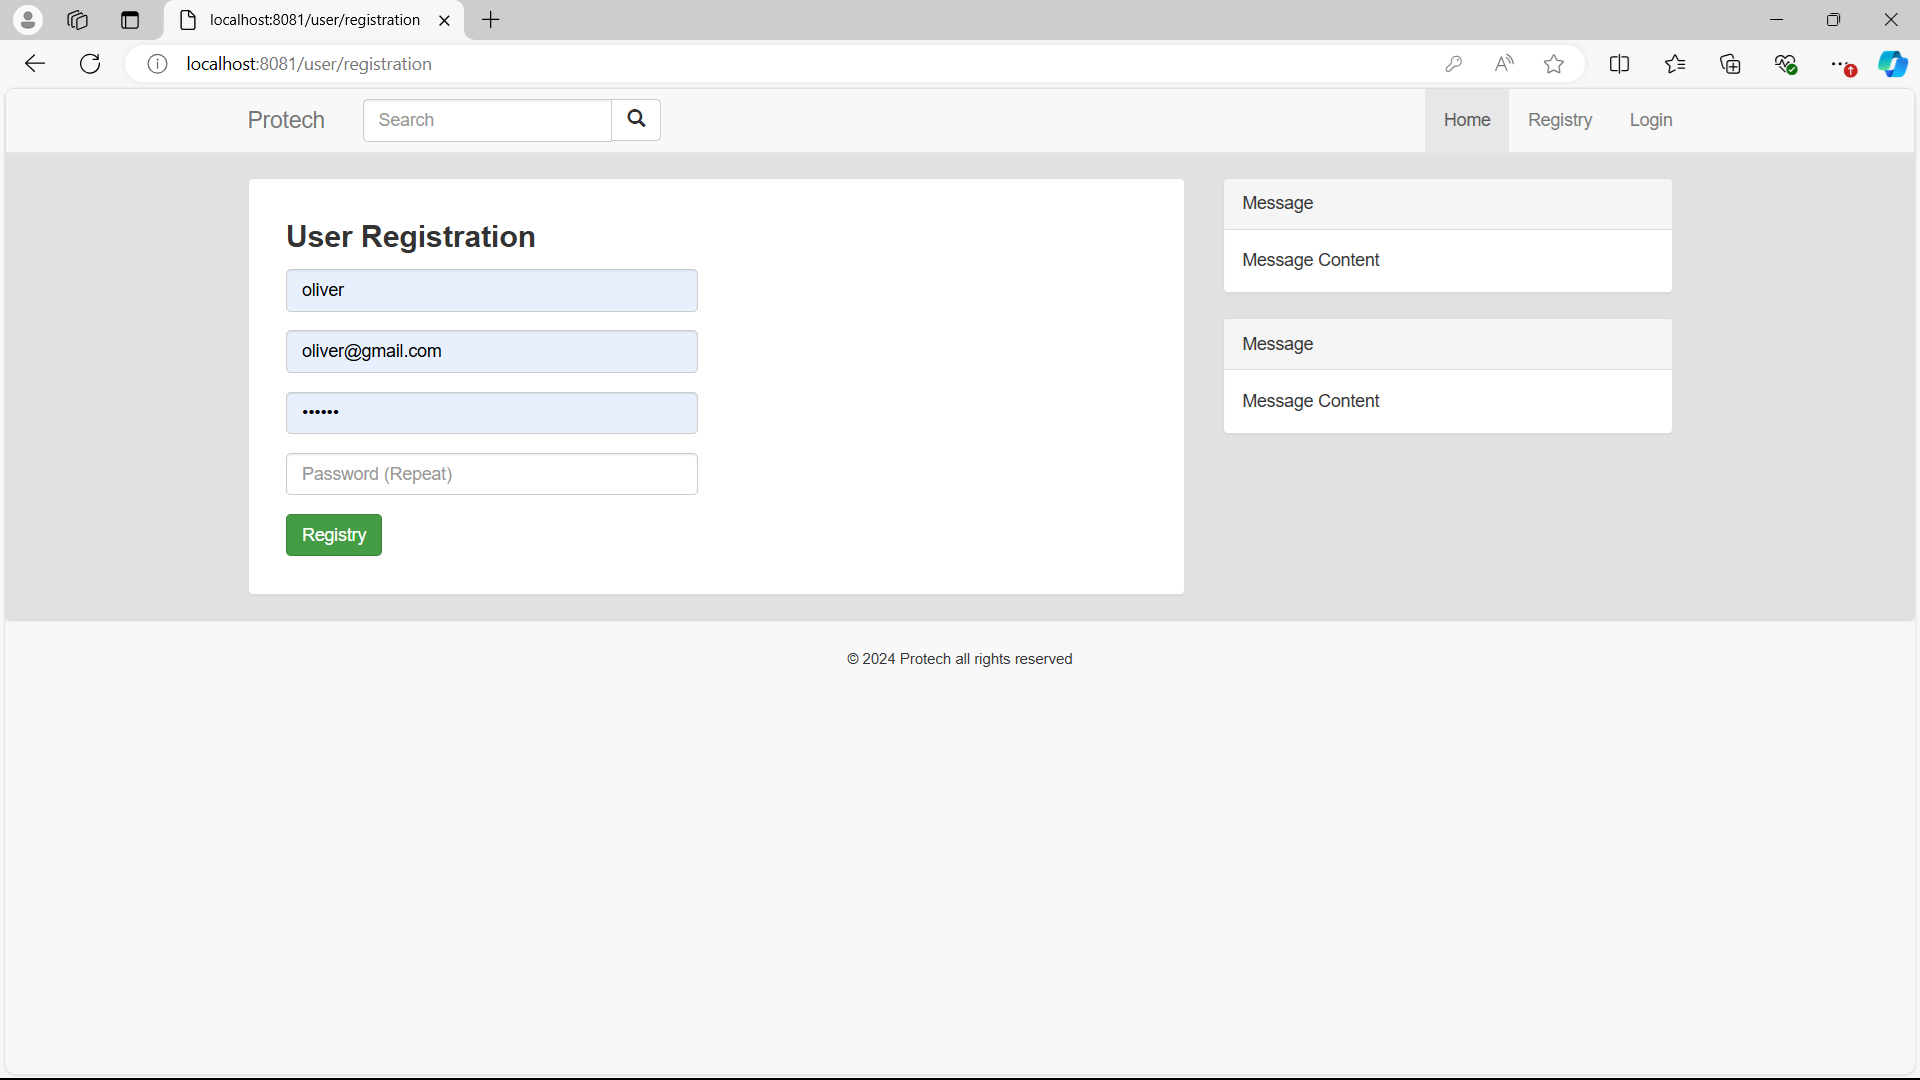 localhost:8081/user/registration
localhost:8081/user/registration
Protech
Search
Home
Registry
Login
User Registration
oliver
oliver@gmail.com
••••••
Password (Repeat)
Registry
Message
Message Content
Message
Message Content
© 2024 Protech all rights reserved